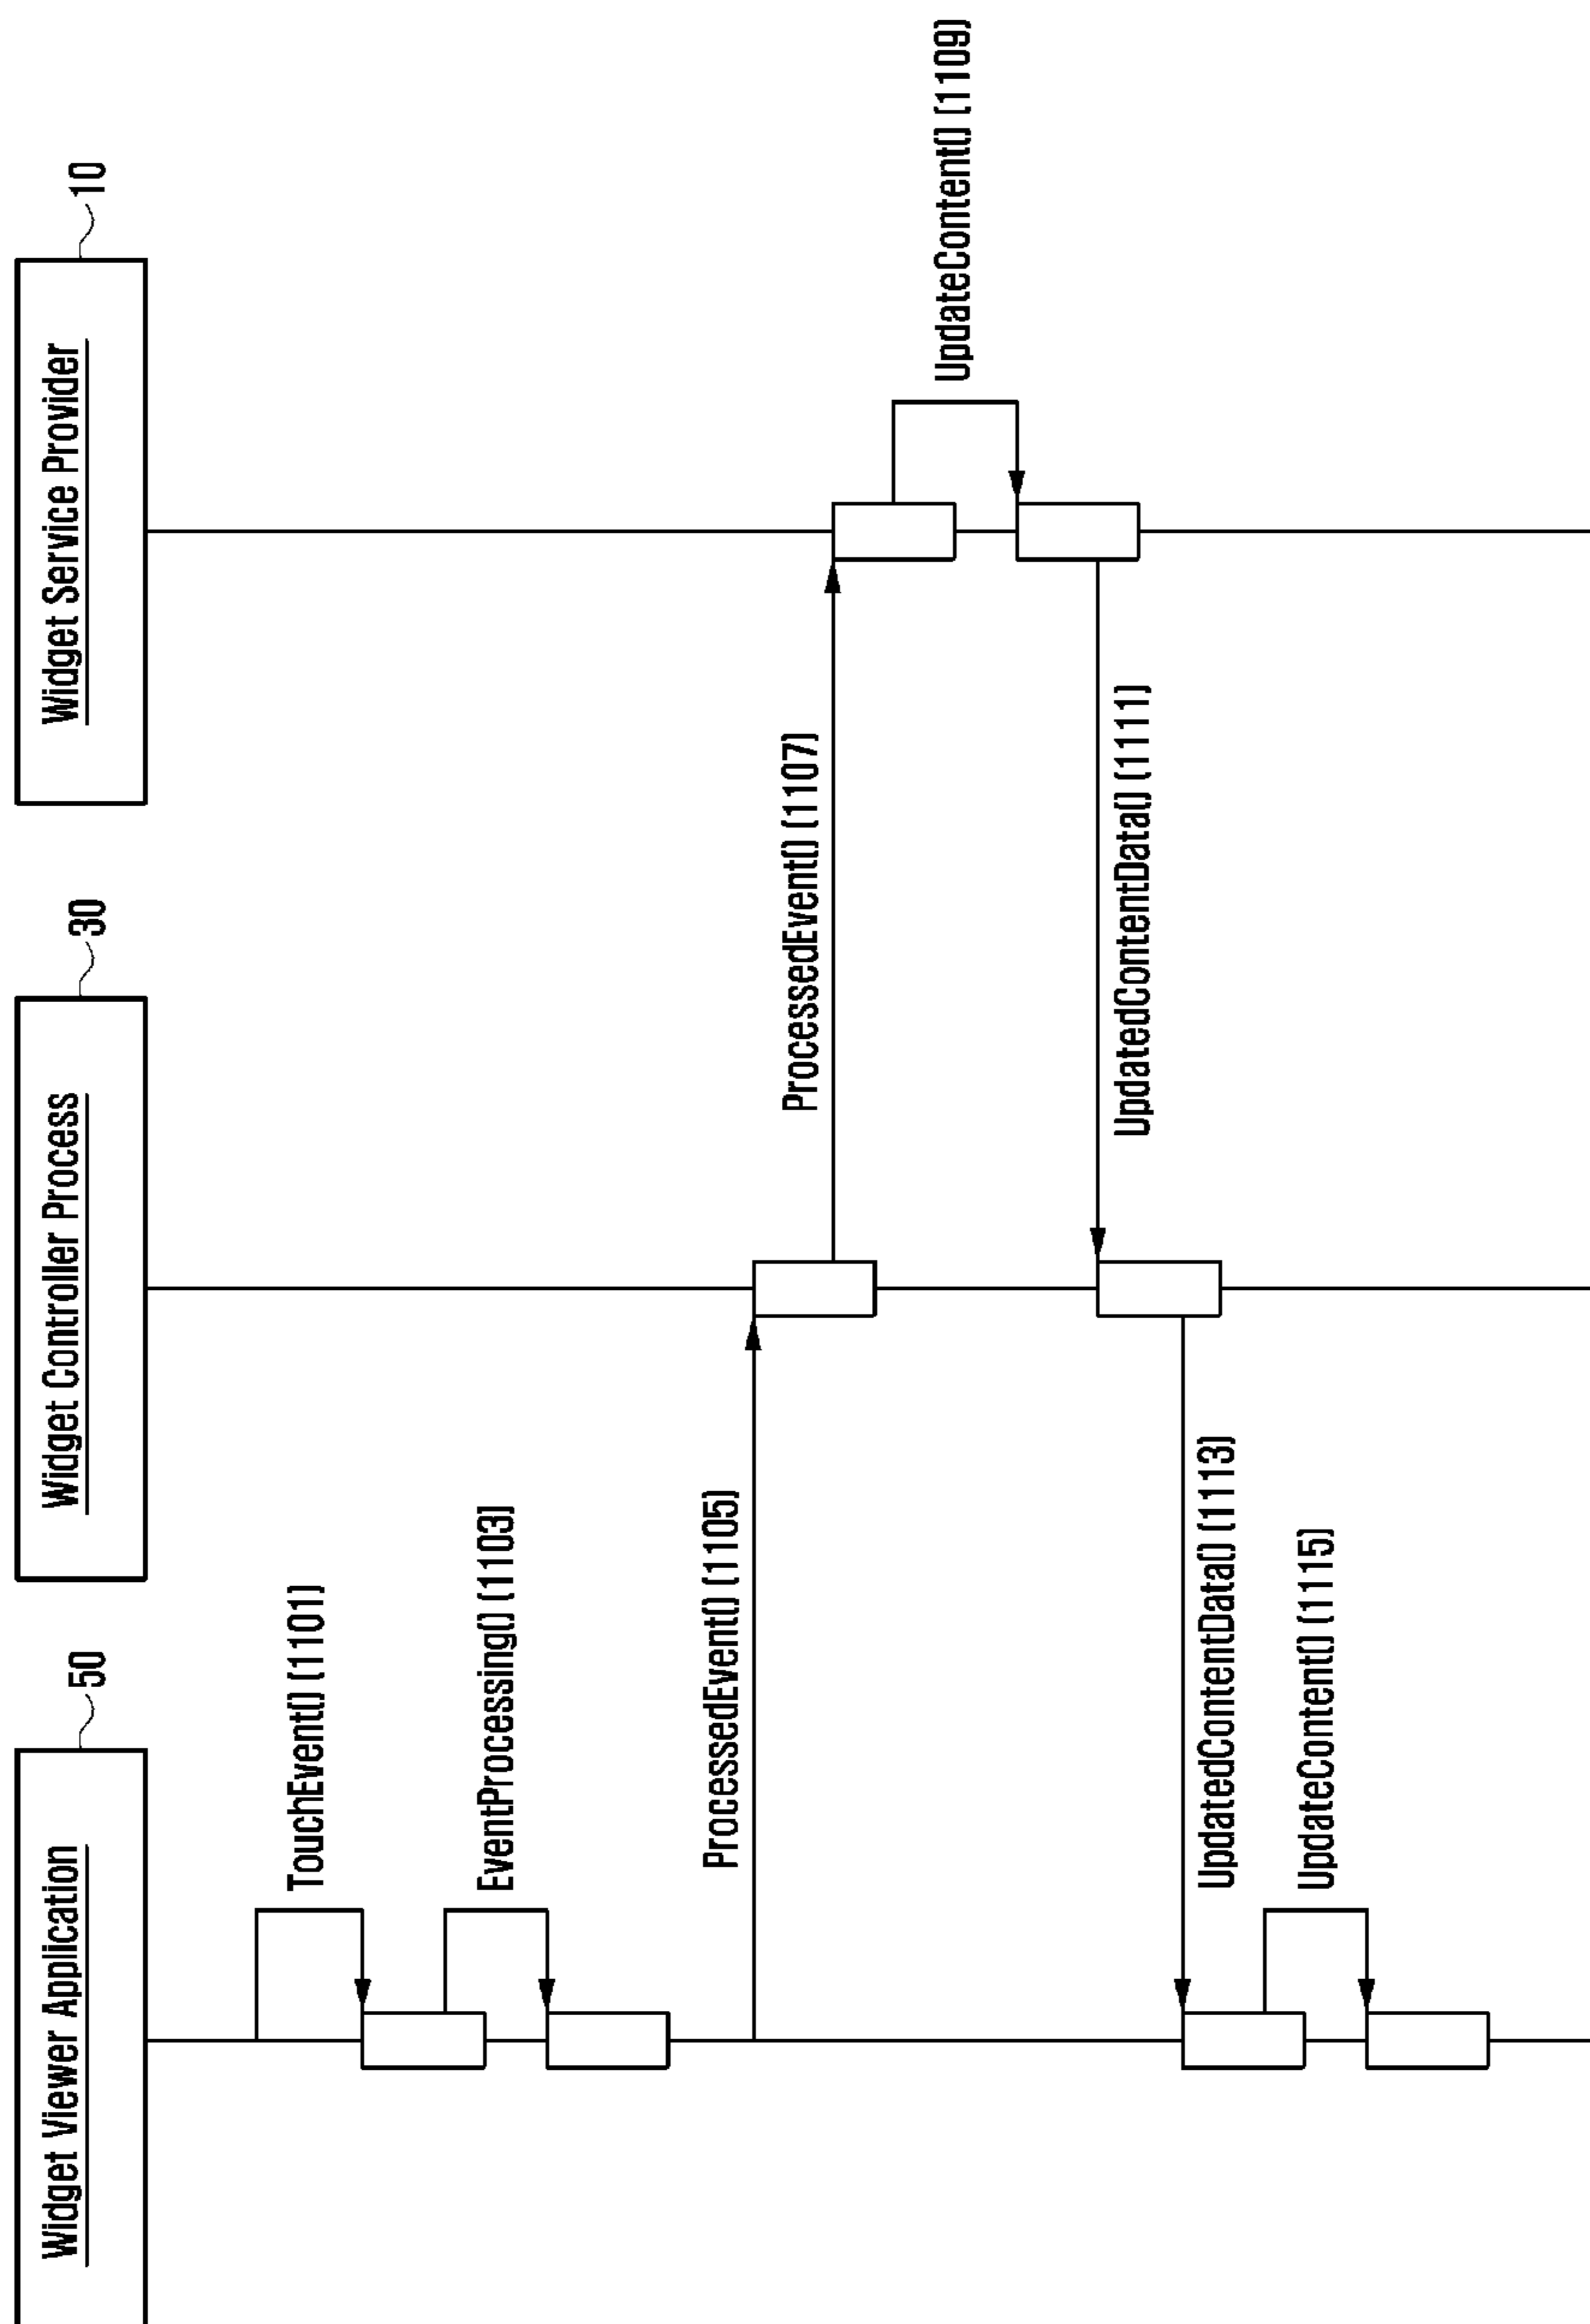 Widget Viewer Application
50
Widget Controller Process
30
Widget Service Provider
10
TouchEvent() (1101)
EventProcessing() (1103)
ProcessedEvent() (1105)
ProcessedEvent() (1107)
UpdateContent() (1109)
UpdatedContentData() (1111)
UpdatedContentData() (1113)
UpdateContent() (1115)